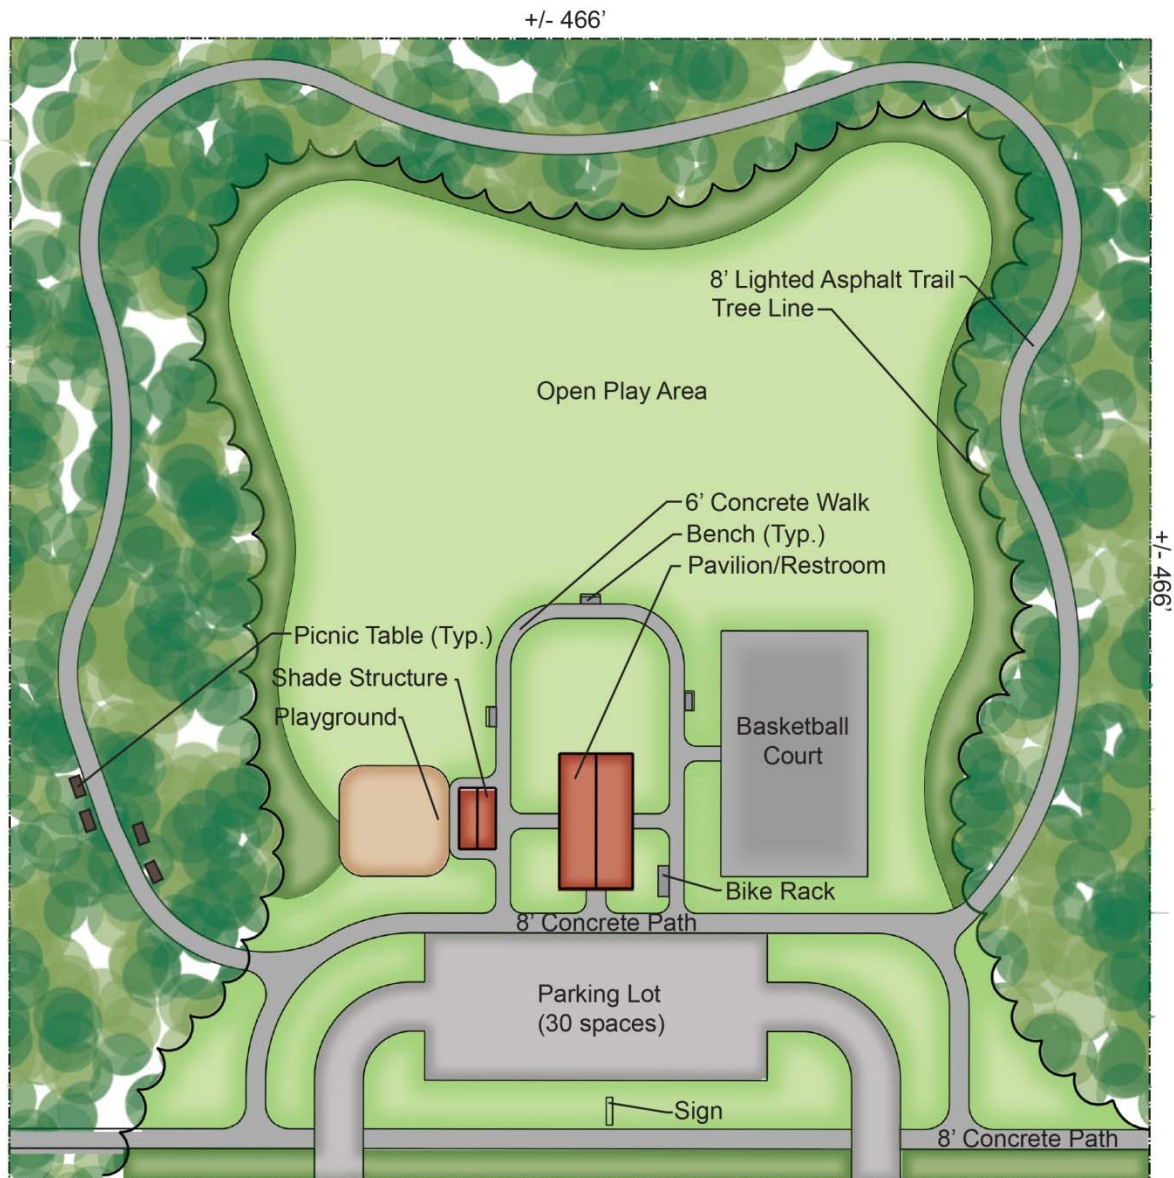 +/- 466'
8' Lighted Asphalt Trail
Tree Line
Open Play Area
6' Concrete Walk
Bench (Typ.)
Pavilion/Restroom
+/- 466'
Picnic Table (Typ.)
Shade Structure
Playground
Basketball
Court
Bike Rack
8' Concrete Path
Parking Lot
(30 spaces)
Sign
8' Concrete Path